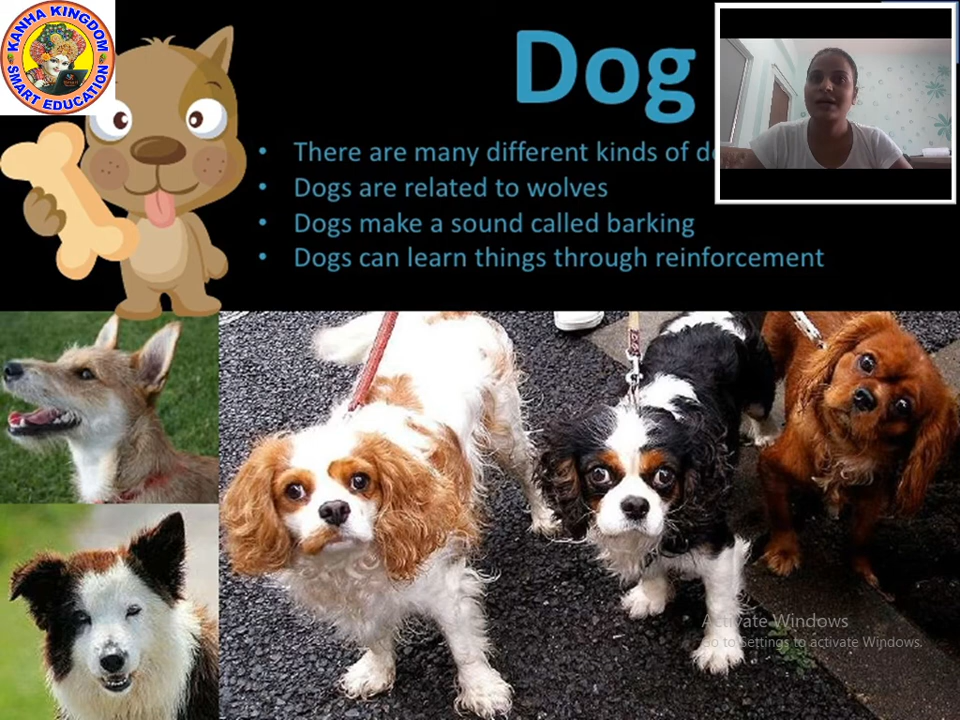 KANHA KINGDOM
SMART EDUCATION
Dog
There are many different kinds of
Dogs are related to wolves
Dogs make a sound called barking
Dogs can learn things through reinforcement
Activate Windows
Go to Settings to activate Windows.